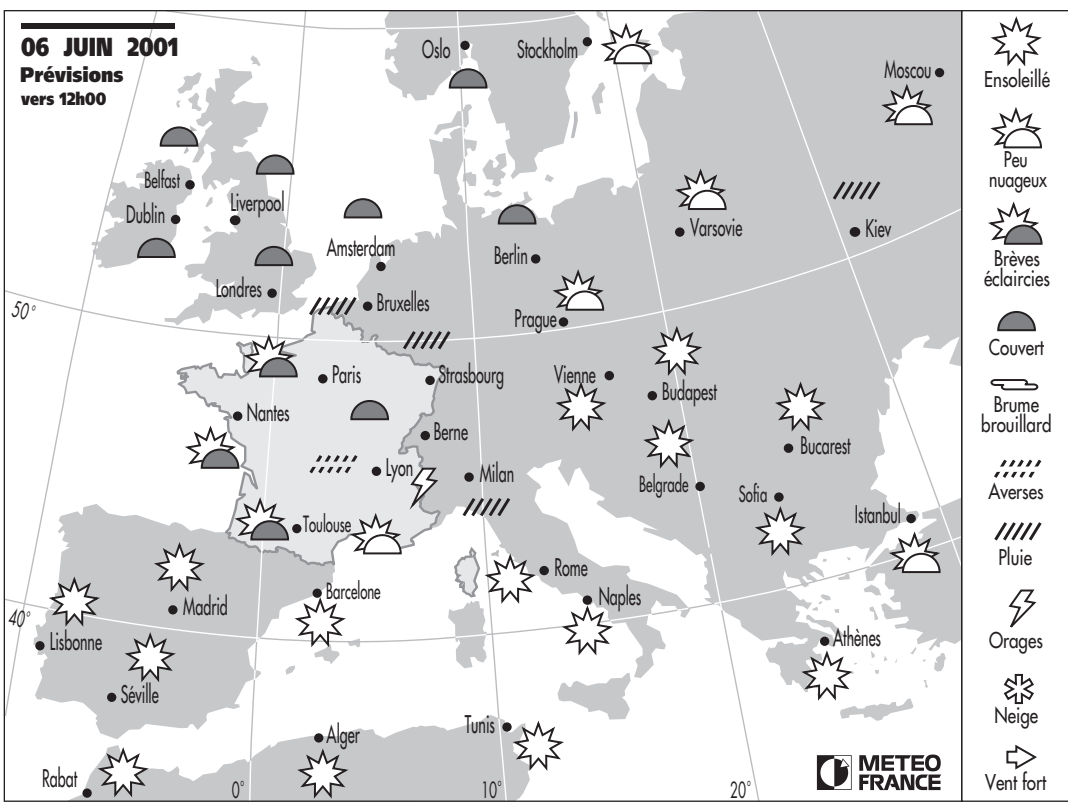 06 JUIN 2001
Prévisions
vers 12h00
Oslo
Stockholm
Moscou
Belfast
Dublin
Liverpool
Varsovie
Kiev
Amsterdam
Berlin
Londres
Bruxelles
50°
Prague
Paris
Strasbourg
Vienne
Budapest
Nantes
Berne
Bucarest
Lyon
Milan
Belgrade
Sofia
Istanbul
Toulouse
Rome
Barcelone
Naples
Madrid
40°
Lisbonne
Athènes
Séville
Alger
Tunis
Rabat
0°
10°
20°
METEO
FRANCE
Ensoleillé
Peu
nuageux
Brèves
éclaircies
Couvert
Brume
brouillard
Averses
Pluie
Orages
Neige
Vent fort